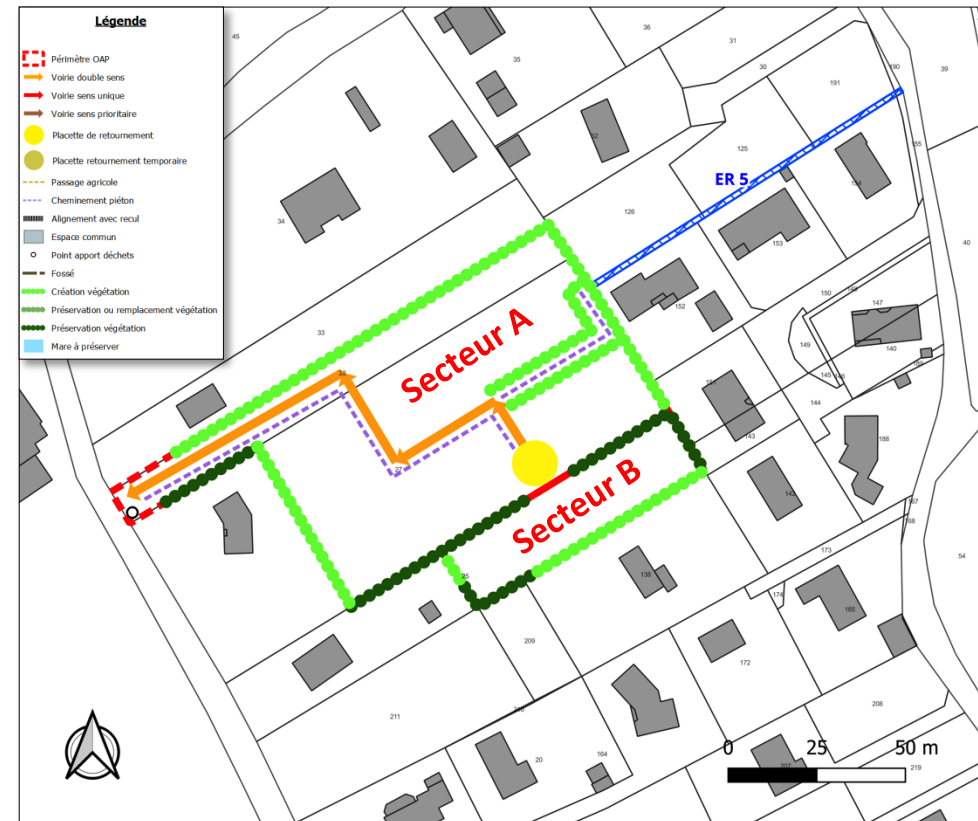 Légende
Périmètre OAP
Voirie double sens
Voirie sens unique
Voirie sens prioritaire
Placette de retournement
Placette retournement temporaire
Passage agricole
Cheminement piéton
Alignement avec recul
Espace commun
Point apport déchets
Fossé
Création végétation
Préservation ou remplacement végétation
Préservation végétation
Mare à préserver
45
36
35
31
30
190
39
191
32
125
155
ER 5
154
34
126
40
153
150
147
152
33
149
140
Secteur A
145
28
151
144
143
188
27
142
Secteur B
167
168
54
173
25
138
174
165
209
172
211
208
20
164
0 25 50 m
219